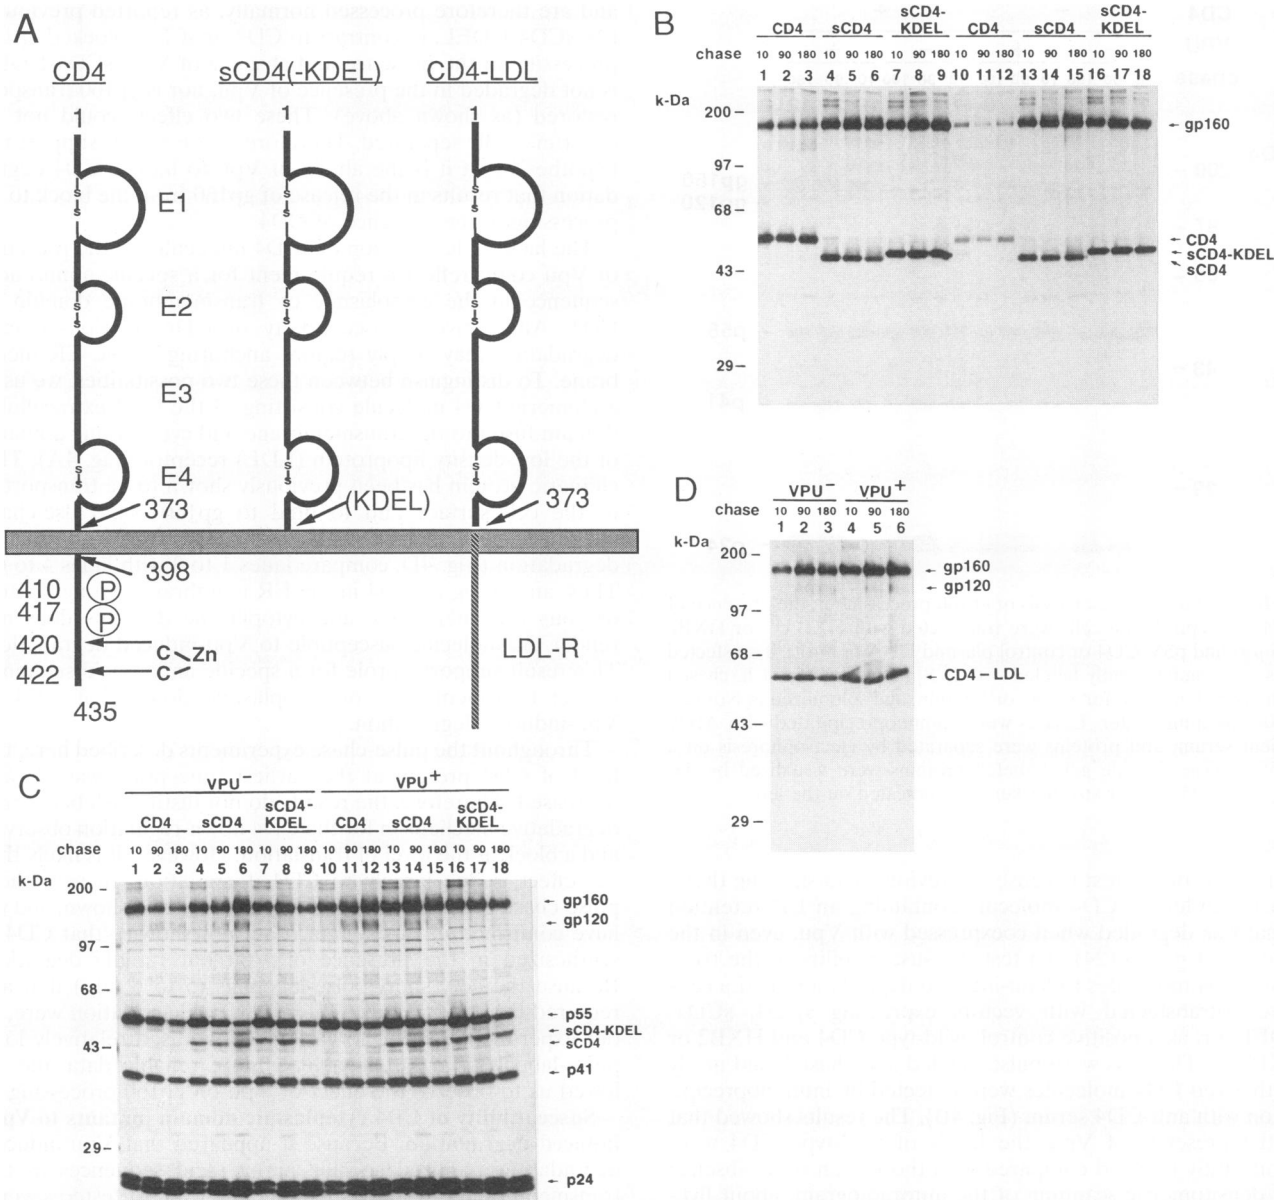 A
CD4 sCD4(-KDEL) CD4-LDL
1 1 1
S S S
S S S
E1
S S S
S S S
E2
E3
S S S
S S S
E4
373 (KDEL) 373
398
410 P
417 P
420 C
Zn
422 C
435
LDL-R
B
CD4 sCD4 sCD4-KDEL CD4 sCD4 sCD4-KDEL
chase 10 90 180 10 90 180 10 90 180 10 90 180 10 90 180 10 90 180
1 2 3 4 5 6 7 8 9 10 11 12 13 14 15 16 17 18
k-Da
200
gp160
97
68
CD4
sCD4-KDEL
sCD4
43
29
D
VPU- VPU+
chase 10 90 180 10 90 180
1 2 3 4 5 6
k-Da
200
gp160
gp120
97
68
CD4-LDL
43
29
C
VPU- VPU+
CD4 sCD4 sCD4-KDEL CD4 sCD4 sCD4-KDEL
chase 10 90 180 10 90 180 10 90 180 10 90 180 10 90 180 10 90 180
1 2 3 4 5 6 7 8 9 10 11 12 13 14 15 16 17 18
k-Da
200
gp160
gp120
97
68
p55
sCD4-KDEL
sCD4
43
p41
29
p24